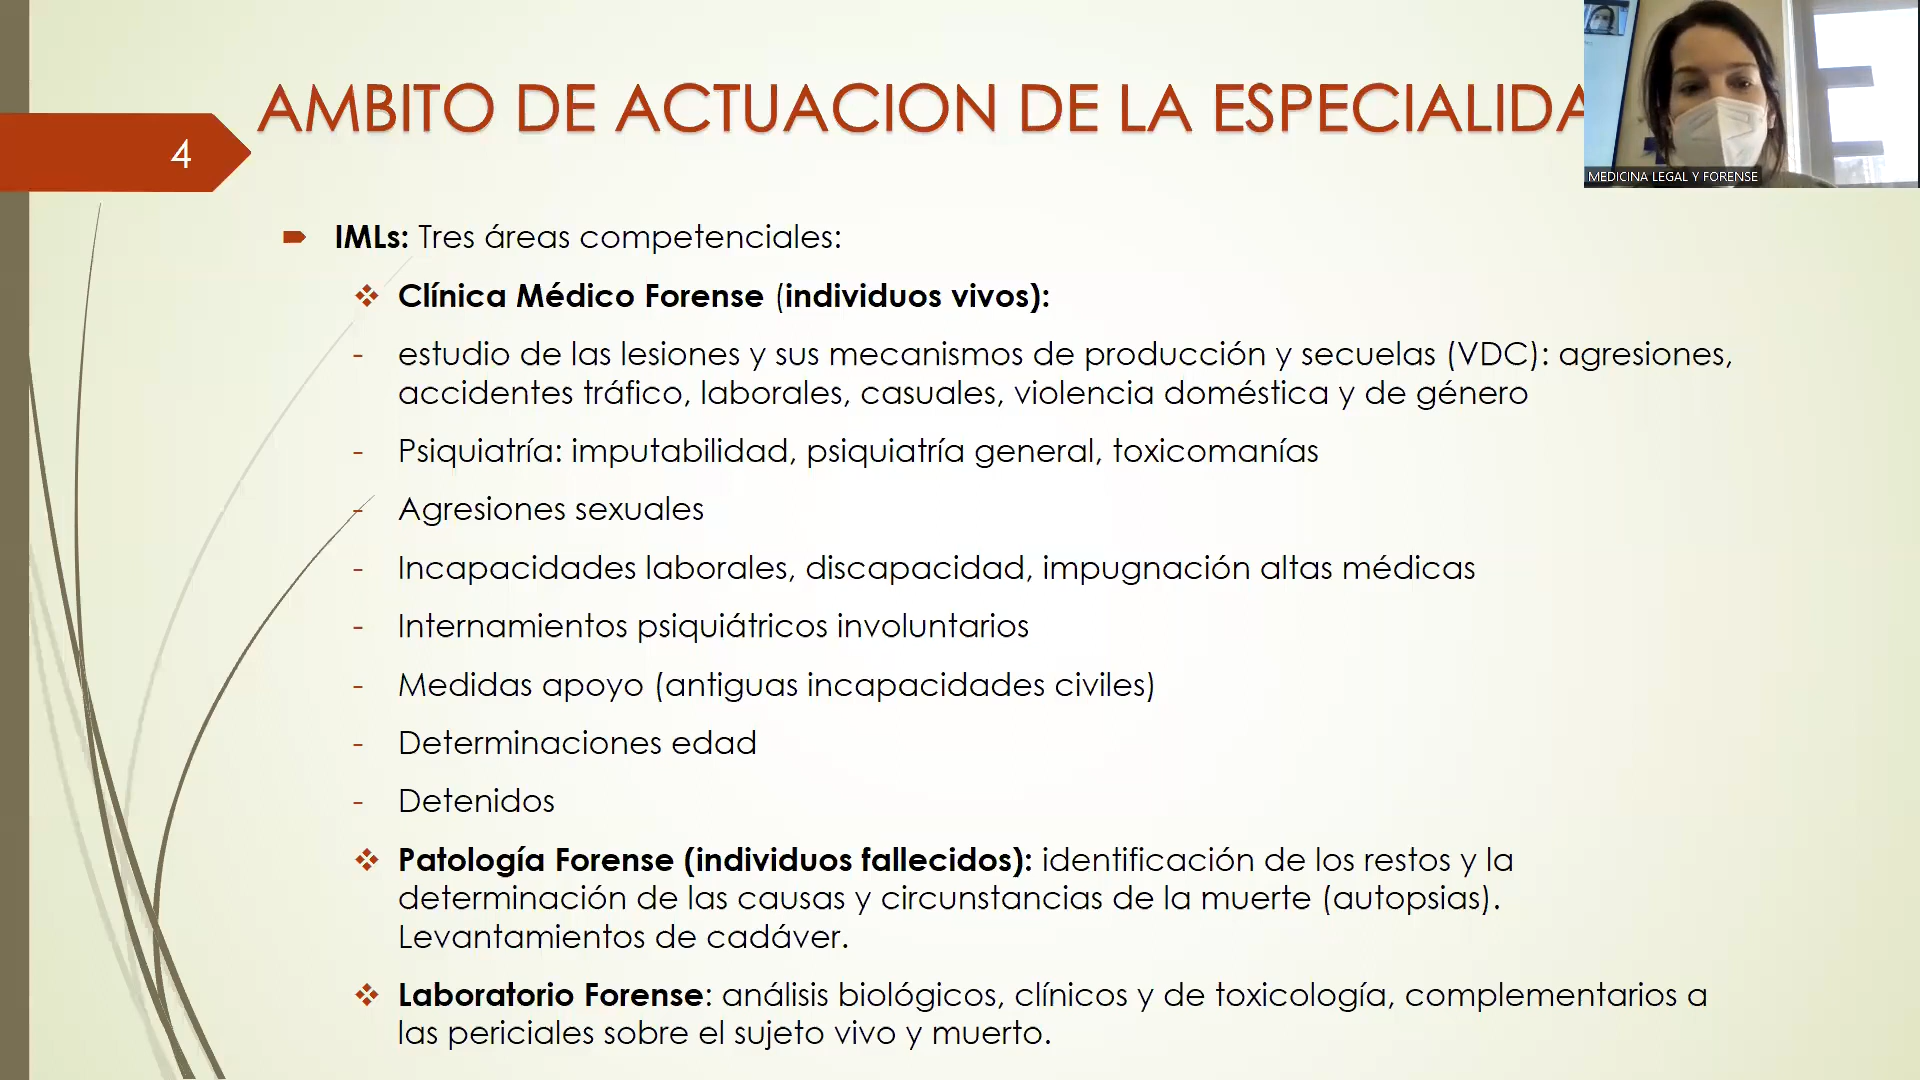 AMBITO DE ACTUACION DE LA ESPECIALIDA
MEDICINA LEGAL Y FORENSE
4
IMLs: Tres áreas competenciales:
Clínica Médico Forense (individuos vivos):
- estudio de las lesiones y sus mecanismos de producción y secuelas (VDC): agresiones,
accidentes tráfico, laborales, casuales, violencia doméstica y de género
- Psiquiatría: imputabilidad, psiquiatría general, toxicomanías
- Agresiones sexuales
- Incapacidades laborales, discapacidad, impugnación altas médicas
- Internamientos psiquiátricos involuntarios
- Medidas apoyo (antiguas incapacidades civiles)
- Determinaciones edad
- Detenidos
Patología Forense (individuos fallecidos): identificación de los restos y la
determinación de las causas y circunstancias de la muerte (autopsias).
Levantamientos de cadáver.
Laboratorio Forense: análisis biológicos, clínicos y de toxicología, complementarios a
las periciales sobre el sujeto vivo y muerto.